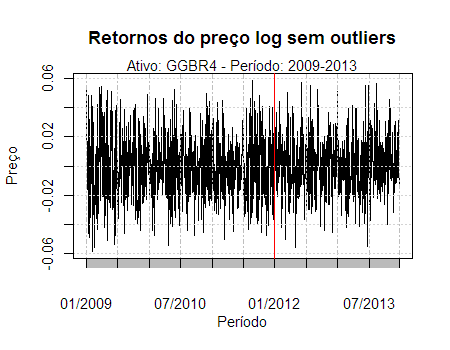 Retornos do preço log sem outliers
Ativo: GGBR4 - Período: 2009-2013
Preço
0.06
0.02
-0.02
-0.06
01/2009 07/2010 01/2012 07/2013
Período